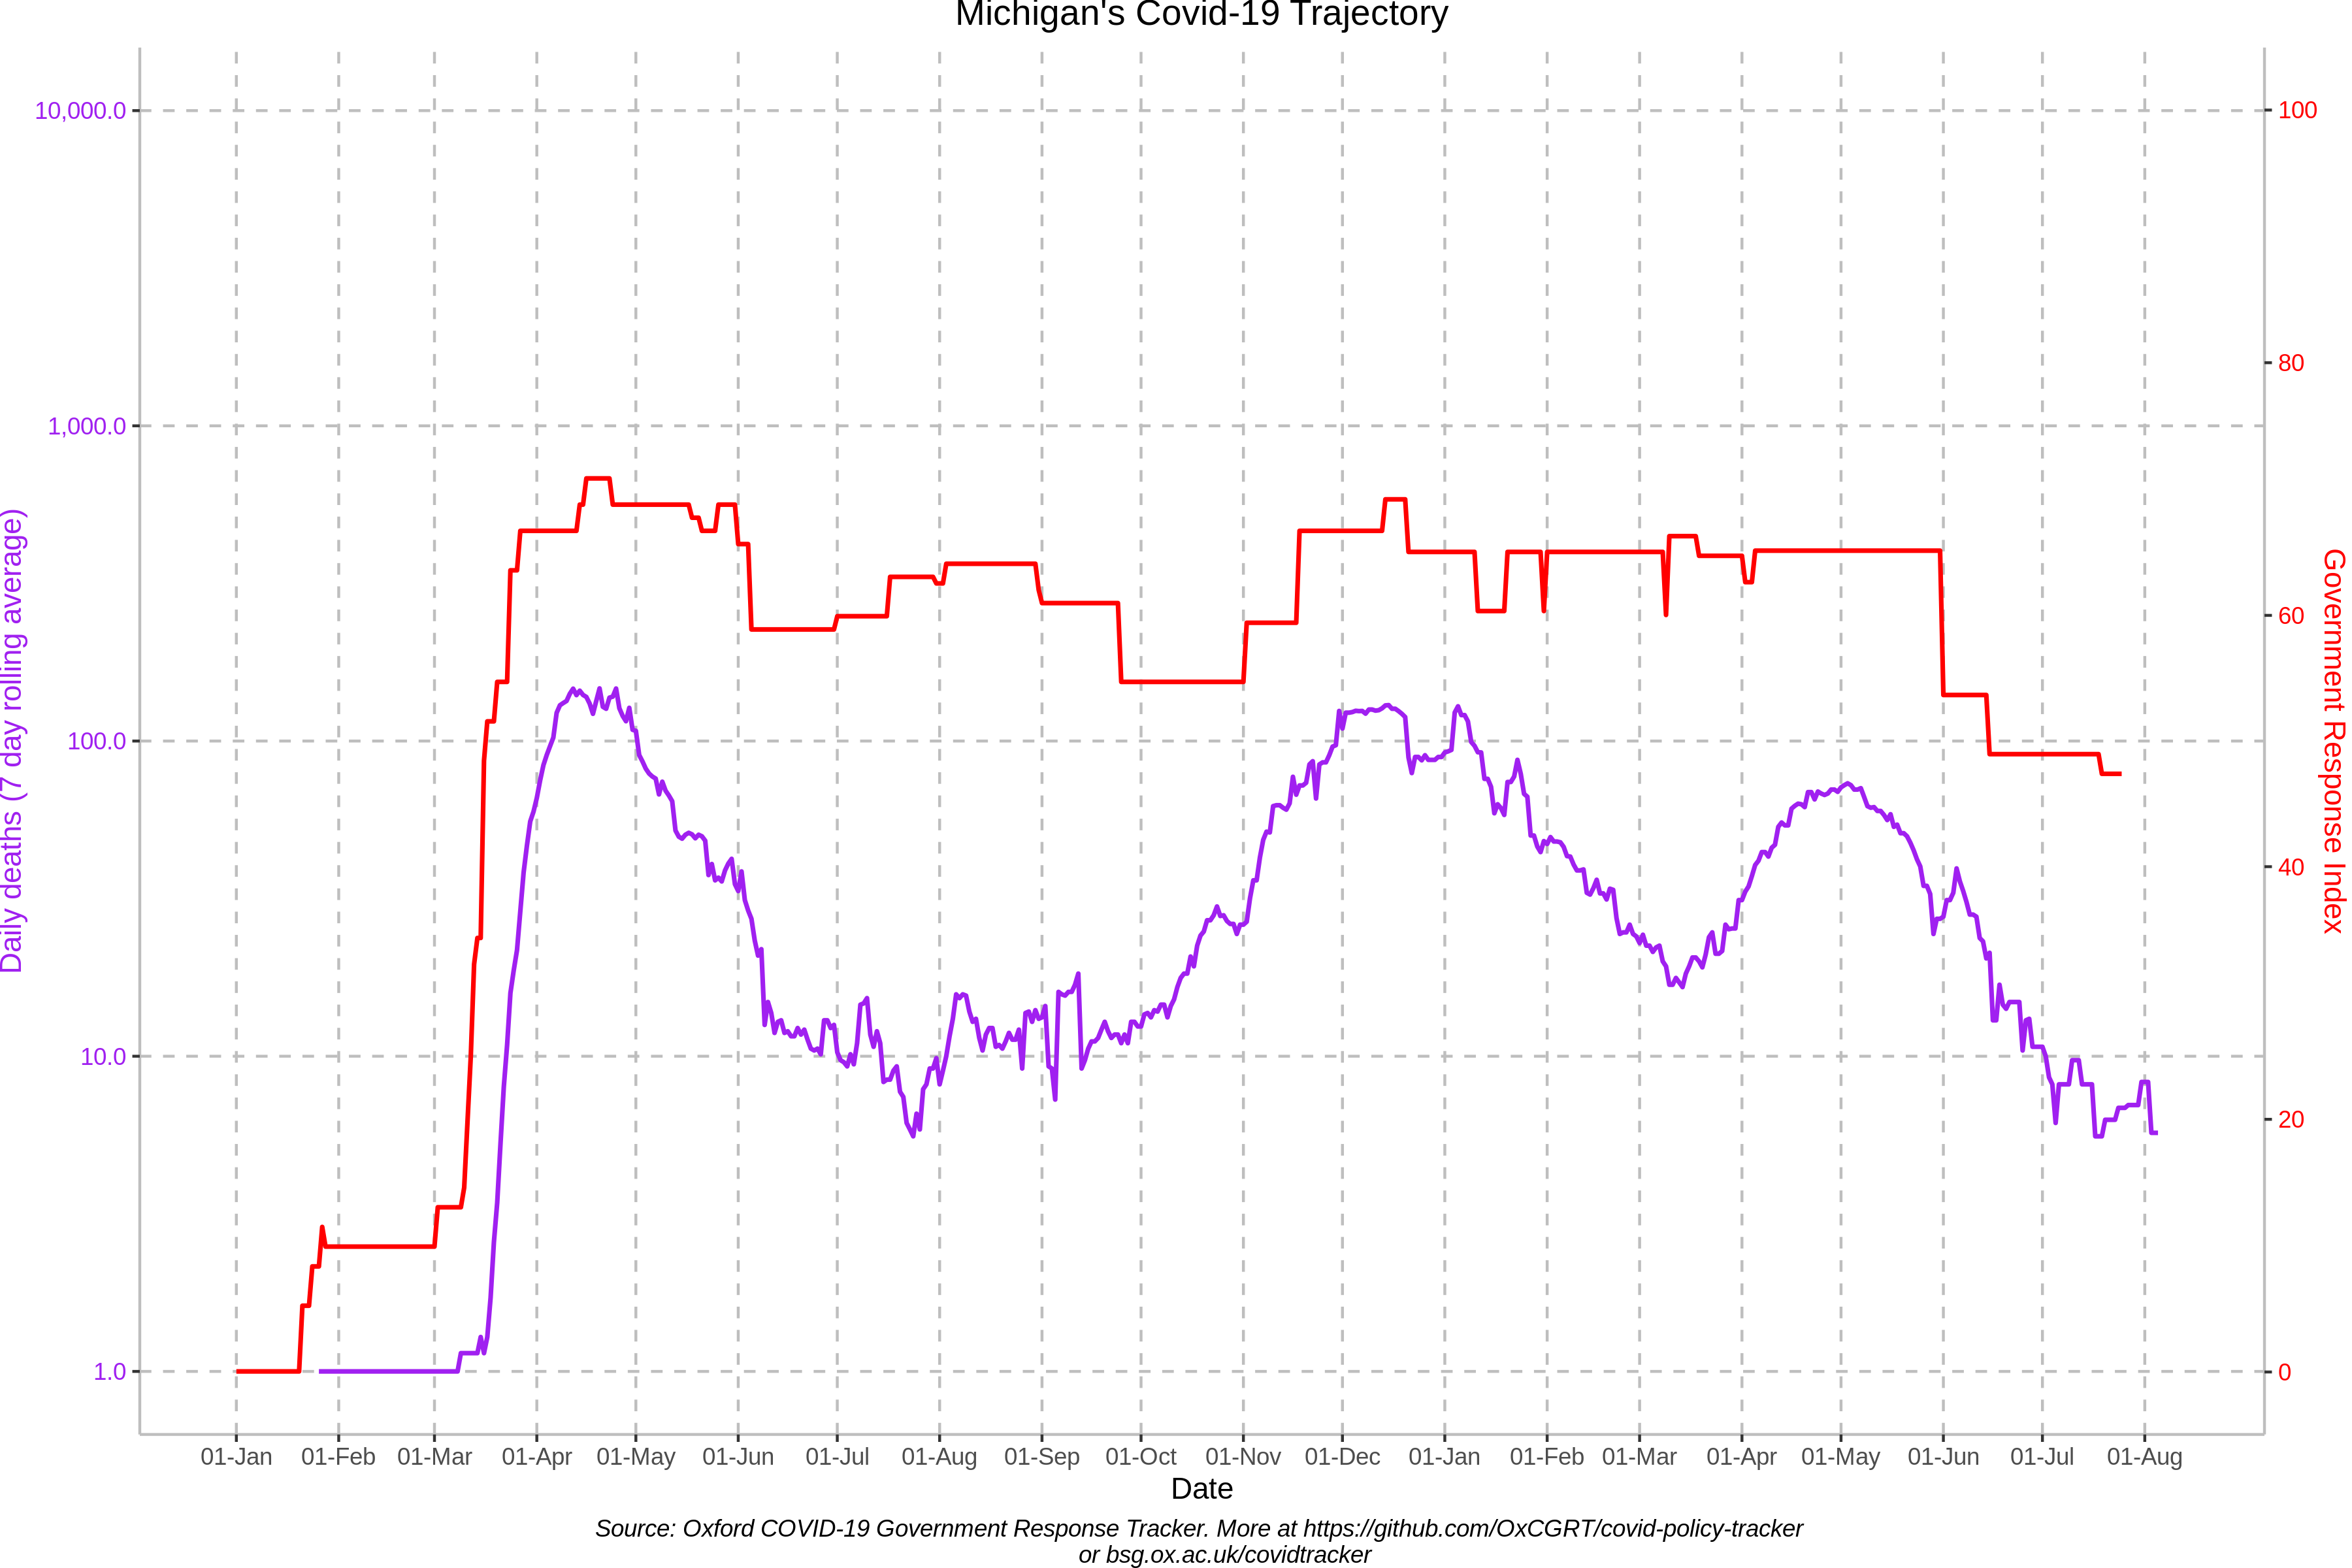 Michigan's Covid-19 Trajectory
10,000.0
1,000.0
100.0
10.0
1.0
Daily deaths (7 day rolling average)
100
80
60
40
20
0
Government Response Index
01-Jan 01-Feb 01-Mar 01-Apr 01-May 01-Jun 01-Jul 01-Aug 01-Sep 01-Oct 01-Nov 01-Dec 01-Jan 01-Feb 01-Mar 01-Apr 01-May 01-Jun 01-Jul 01-Aug
Date
Source: Oxford COVID-19 Government Response Tracker. More at https://github.com/OxCGRT/covid-policy-tracker
or bsg.ox.ac.uk/covidtracker